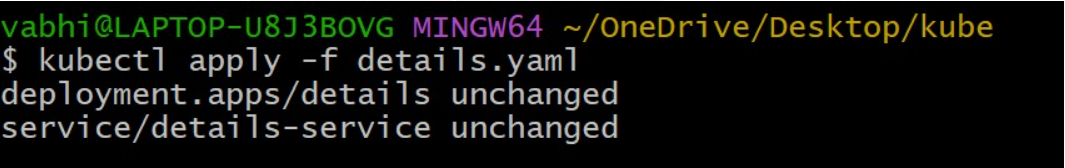 vabhi@LAPTOP-U8J3BOVG MINGW64 ~/OneDrive/Desktop/kube
$ kubectl apply -f details.yaml
deployment.apps/details unchanged
service/details-service unchanged